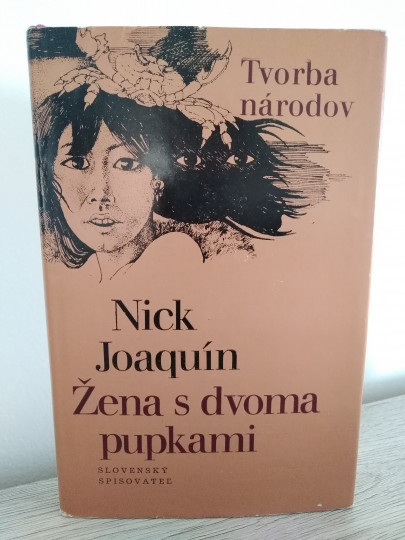 Tvorba
národov
Nick
Joaquín
Žena s dvoma
pupkami
SLOVENSKÝ
SPISOVATEĽ